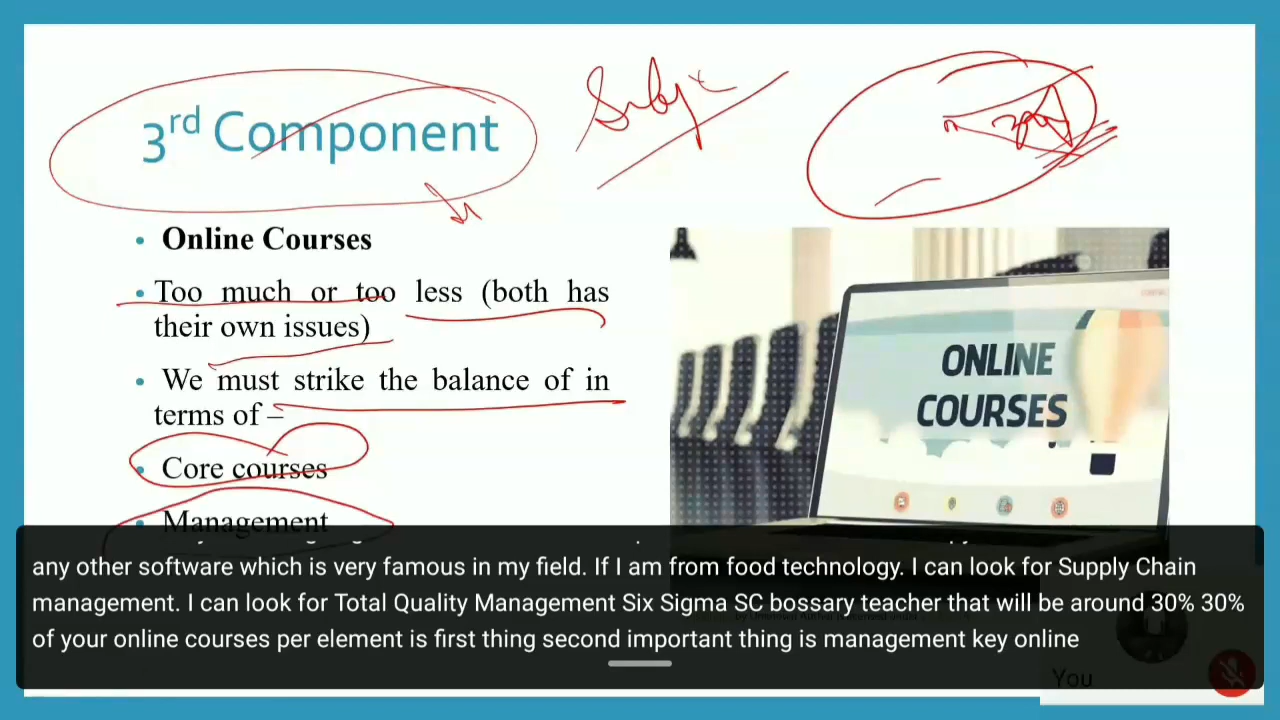 3rd Component
Online Courses
Too much or too less (both has
their own issues)
We must strike the balance of in
terms of –
Core courses
Management
ONLINE
COURSES
any other software which is very famous in my field. If I am from food technology. I can look for Supply Chain
management. I can look for Total Quality Management Six Sigma SC bossary teacher that will be around 30% 30%
of your online courses per element is first thing second important thing is management key online
You